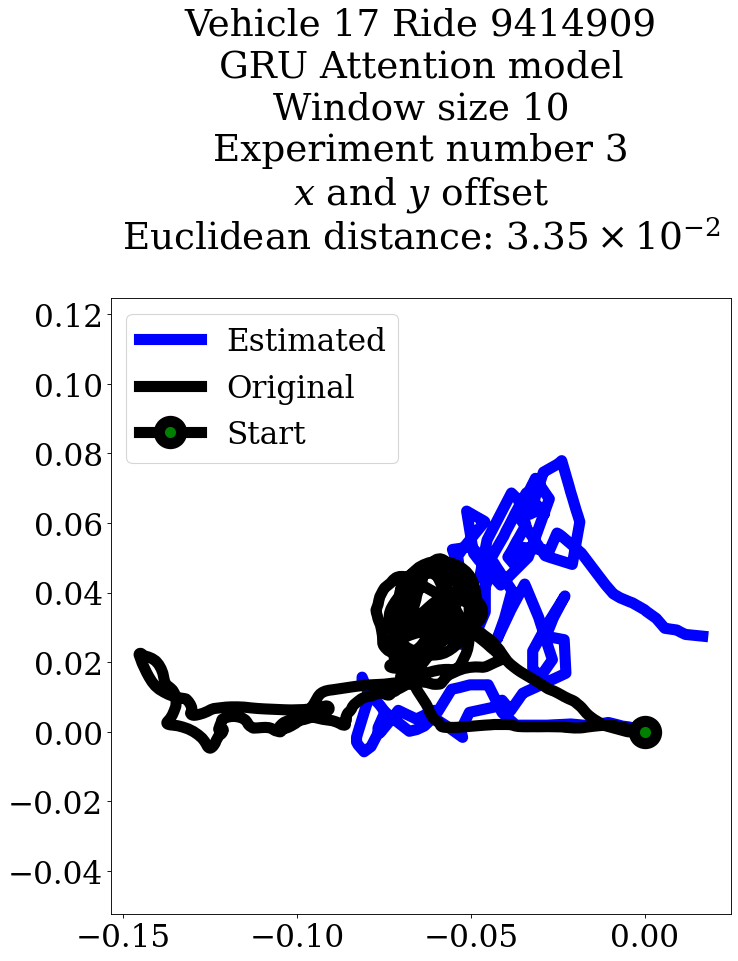 Vehicle 17 Ride 9414909
GRU Attention model
Window size 10
Experiment number 3
x and y offset
Euclidean distance: 3.35 × 10⁻²
0.12
0.10
0.08
0.06
0.04
0.02
0.00
−0.02
−0.04
Estimated
Original
Start
−0.15 −0.10 −0.05 0.00